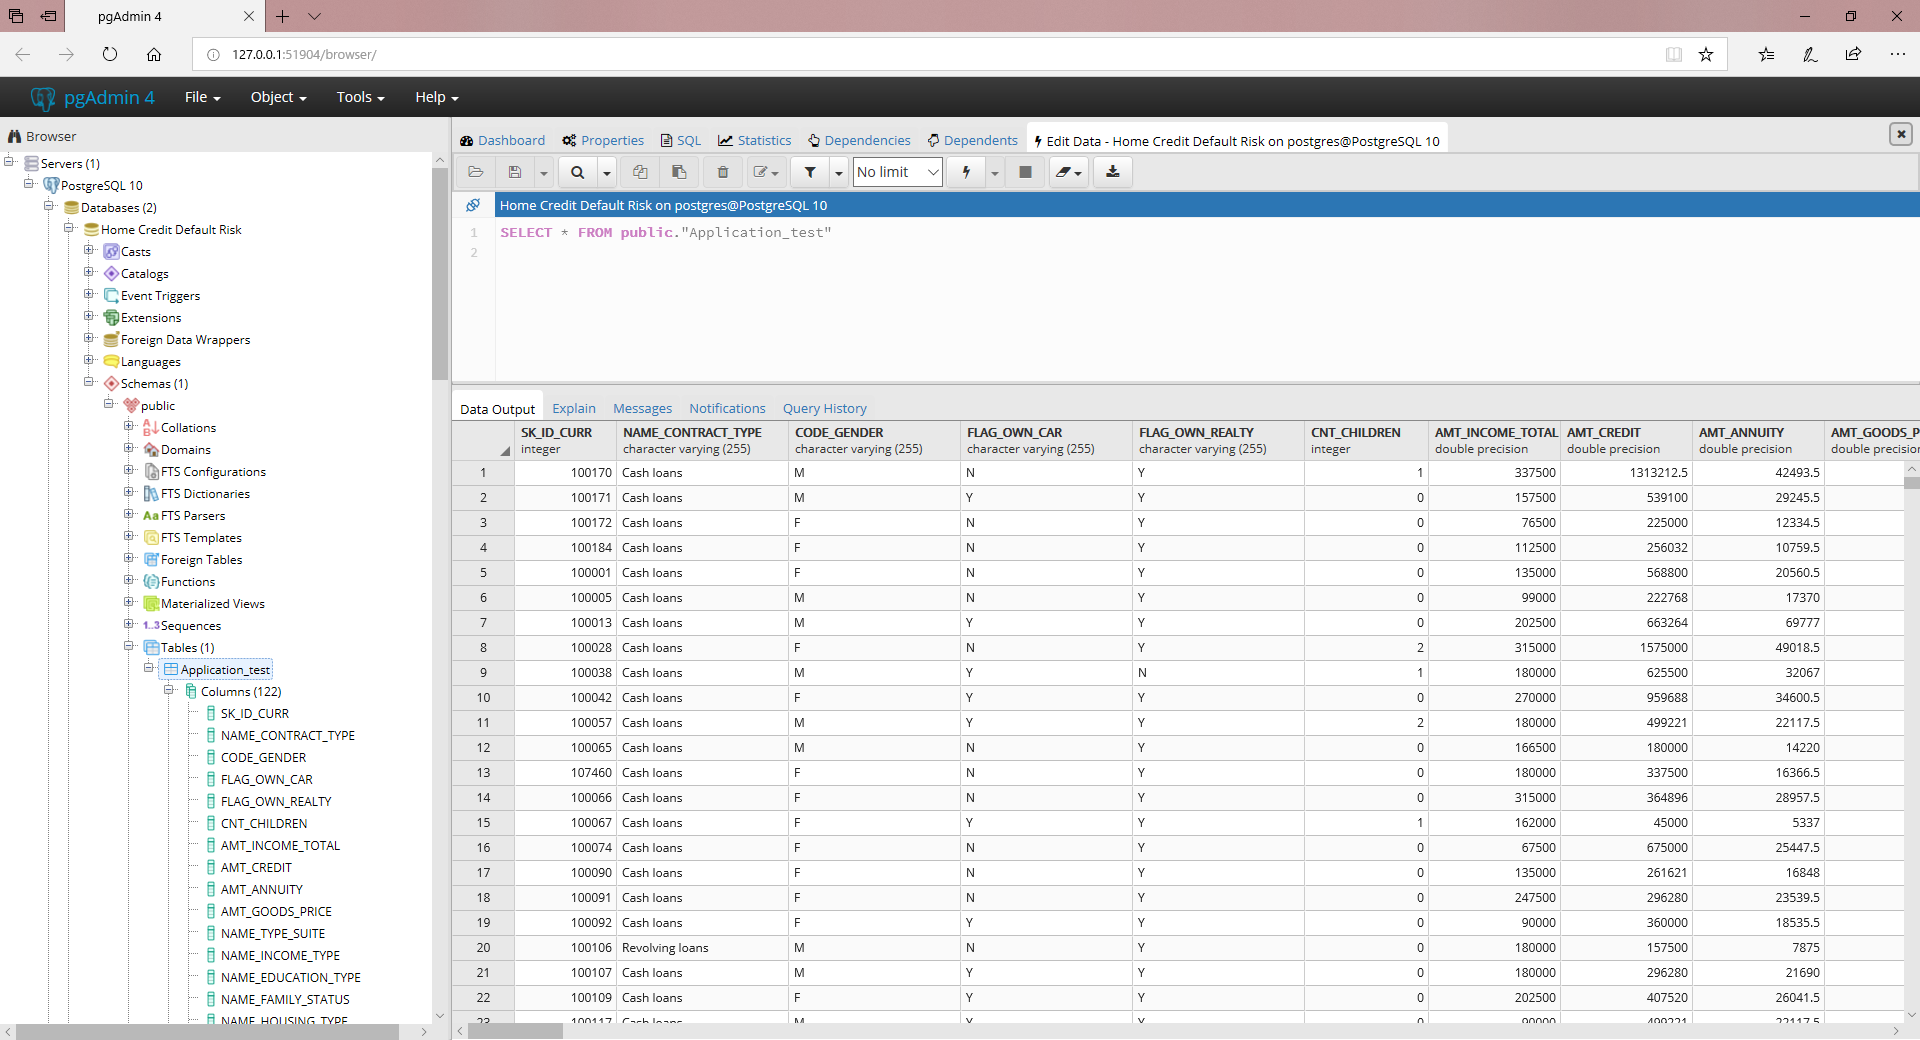 pgAdmin 4
127.0.0.1:51904/browser/
pgAdmin 4 File Object Tools Help
Browser
Servers (1)
PostgreSQL 10
Databases (2)
Home Credit Default Risk
Casts
Catalogs
Event Triggers
Extensions
Foreign Data Wrappers
Languages
Schemas (1)
public
Collations
Domains
FTS Configurations
FTS Dictionaries
FTS Parsers
FTS Templates
Foreign Tables
Functions
Materialized Views
Sequences
Tables (1)
Application_test
Columns (122)
SK_ID_CURR
NAME_CONTRACT_TYPE
CODE_GENDER
FLAG_OWN_CAR
FLAG_OWN_REALTY
CNT_CHILDREN
AMT_INCOME_TOTAL
AMT_CREDIT
AMT_ANNUITY
AMT_GOODS_PRICE
NAME_TYPE_SUITE
NAME_INCOME_TYPE
NAME_EDUCATION_TYPE
NAME_FAMILY_STATUS
NAME_HOUSING_TYPE
Dashboard Properties SQL Statistics Dependencies Dependents Edit Data - Home Credit Default Risk on postgres@PostgreSQL 10
No limit
Home Credit Default Risk on postgres@PostgreSQL 10
1 SELECT * FROM public."Application_test"
2
Data Output Explain Messages Notifications Query History
SK_ID_CURR NAME_CONTRACT_TYPE CODE_GENDER FLAG_OWN_CAR FLAG_OWN_REALTY CNT_CHILDREN AMT_INCOME_TOTAL AMT_CREDIT AMT_ANNUITY AMT_GOODS_P
integer character varying (255) character varying (255) character varying (255) character varying (255) integer double precision double precision double precision double precision
1 100170 Cash loans M N Y 1 337500 1313212.5 42493.5
2 100171 Cash loans M Y Y 0 157500 539100 29245.5
3 100172 Cash loans F N Y 0 76500 225000 12334.5
4 100184 Cash loans F N Y 0 112500 256032 10759.5
5 100001 Cash loans F N Y 0 135000 568800 20560.5
6 100005 Cash loans M N Y 0 99000 222768 17370
7 100013 Cash loans M Y Y 0 202500 663264 69777
8 100028 Cash loans F N Y 2 315000 1575000 49018.5
9 100038 Cash loans M Y N 1 180000 625500 32067
10 100042 Cash loans F Y Y 0 270000 959688 34600.5
11 100057 Cash loans M Y Y 2 180000 499221 22117.5
12 100065 Cash loans M N Y 0 166500 180000 14220
13 107460 Cash loans F N Y 0 180000 337500 16366.5
14 100066 Cash loans F N Y 0 315000 364896 28957.5
15 100067 Cash loans F Y Y 1 162000 45000 5337
16 100074 Cash loans F N Y 0 67500 675000 25447.5
17 100090 Cash loans F N Y 0 135000 261621 16848
18 100091 Cash loans F N Y 0 247500 296280 23539.5
19 100092 Cash loans F Y Y 0 90000 360000 18535.5
20 100106 Revolving loans M N Y 0 180000 157500 7875
21 100107 Cash loans M Y Y 0 180000 296280 21690
22 100109 Cash loans F Y Y 0 202500 407520 26041.5
23 100117 Cash loans M Y Y 0 90000 499221 22117.5